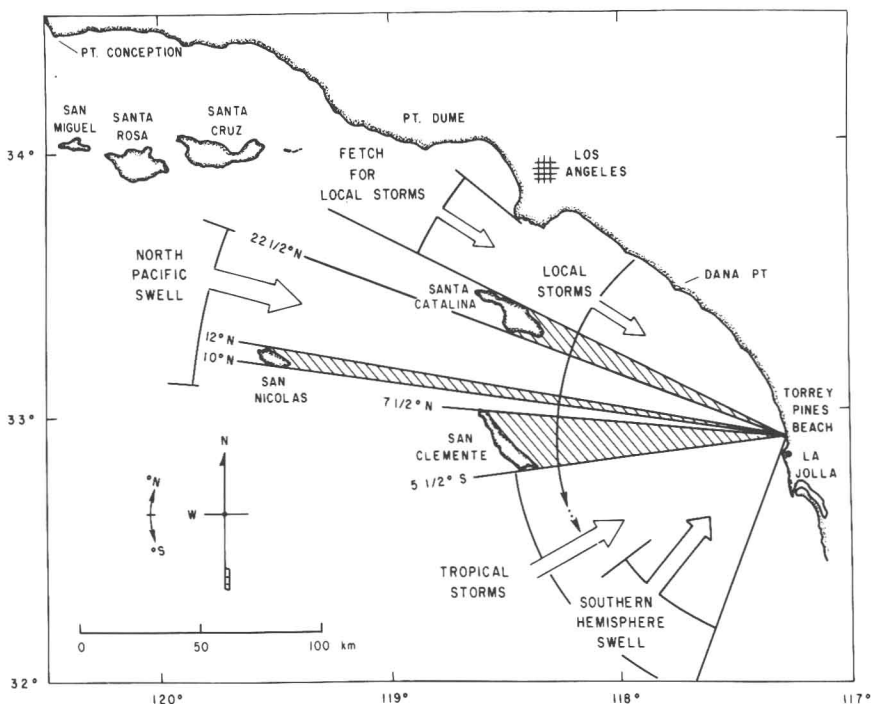 PT. CONCEPTION
SAN
MIGUEL
SANTA
ROSA
SANTA
CRUZ
PT. DUME
34°
FETCH
FOR
LOCAL STORMS
LOS
ANGELES
22 1/2° N
NORTH
PACIFIC
SWELL
SANTA
CATALINA
LOCAL
STORMS
DANA PT
12° N
10° N
SAN
NICOLAS
7 1/2° N
33°
TORREY
PINES
BEACH
SAN
CLEMENTE
5 1/2° S
LA
JOLLA
N
°N
W
°S
TROPICAL
STORMS
SOUTHERN
HEMISPHERE
SWELL
0 50 100 km
32°
120° 119° 118° 117°